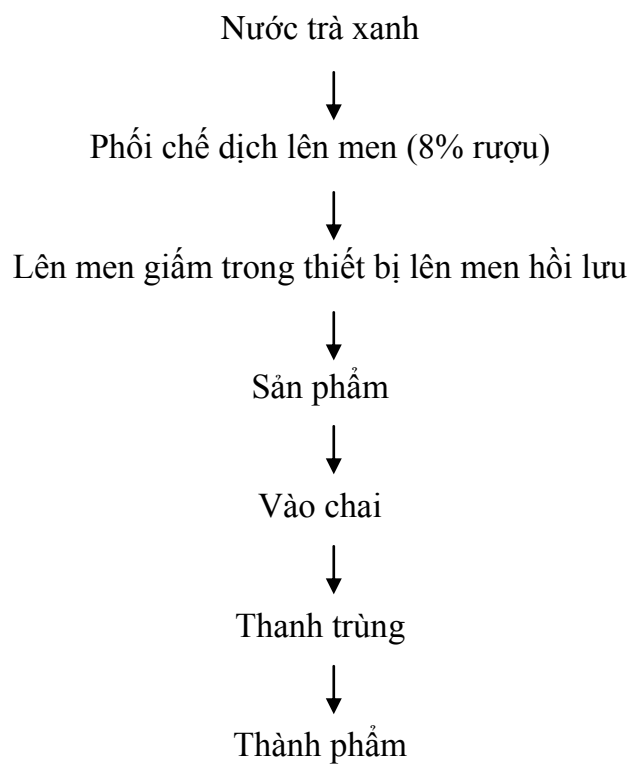 Nước trà xanh
Phối chế dịch lên men (8% rượu)
Lên men giấm trong thiết bị lên men hồi lưu
Sản phẩm
Vào chai
Thanh trùng
Thành phẩm